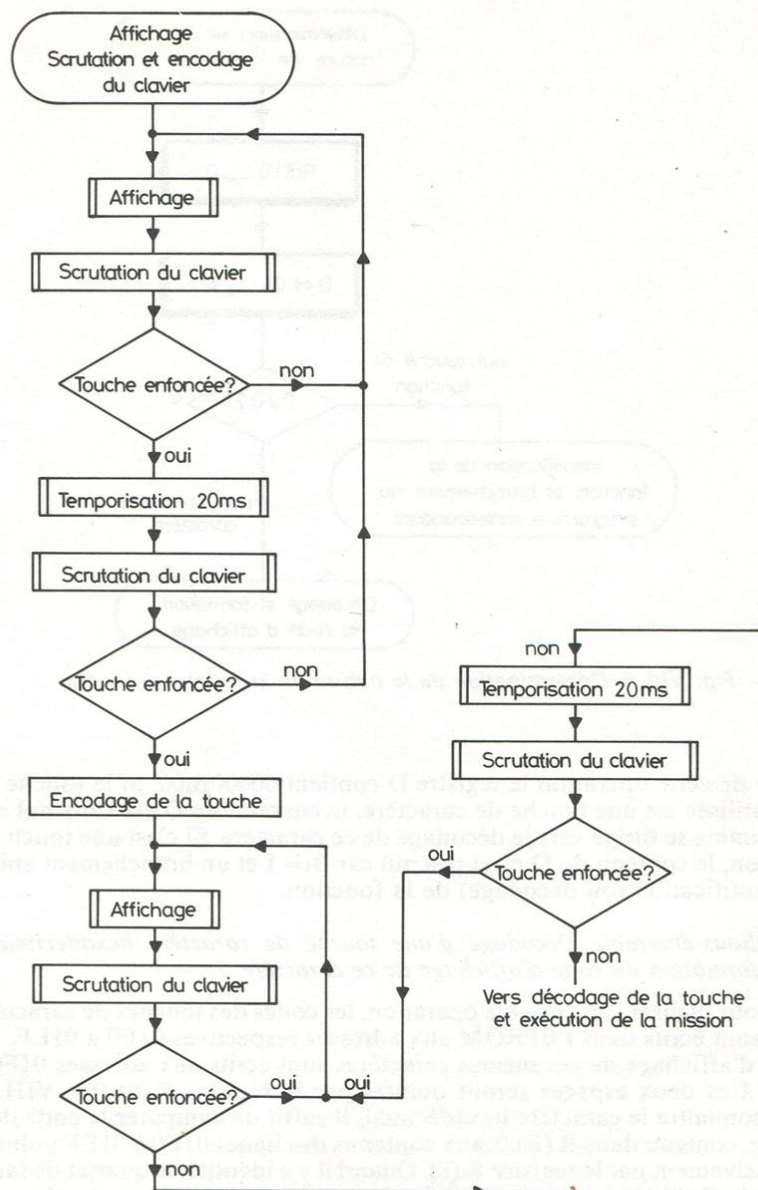 Affichage
Scrutation et encodage
du clavier
Affichage
Scrutation du clavier
Touche enfoncée?
non
oui
Temporisation 20ms
Scrutation du clavier
Touche enfoncée?
non
oui
Encodage de la touche
Affichage
Scrutation du clavier
Touche enfoncée?
oui
non
non
Temporisation 20ms
Scrutation du clavier
Touche enfoncée?
oui
oui
non
Vers décodage de la touche
et exécution de la mission